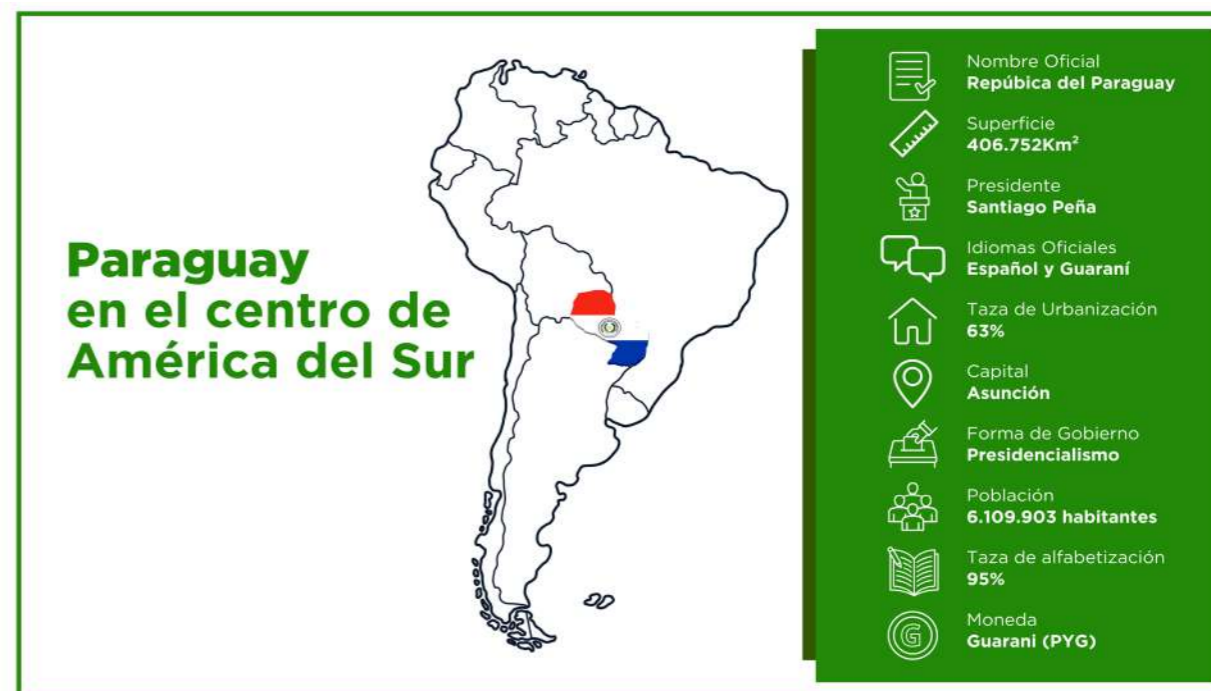 Paraguay
en el centro de
América del Sur
Nombre Oficial
Repúbica del Paraguay
Superficie
406.752Km²
Presidente
Santiago Peña
Idiomas Oficiales
Español y Guaraní
Taza de Urbanización
63%
Capital
Asunción
Forma de Gobierno
Presidencialismo
Población
6.109.903 habitantes
Taza de alfabetización
95%
Moneda
Guarani (PYG)